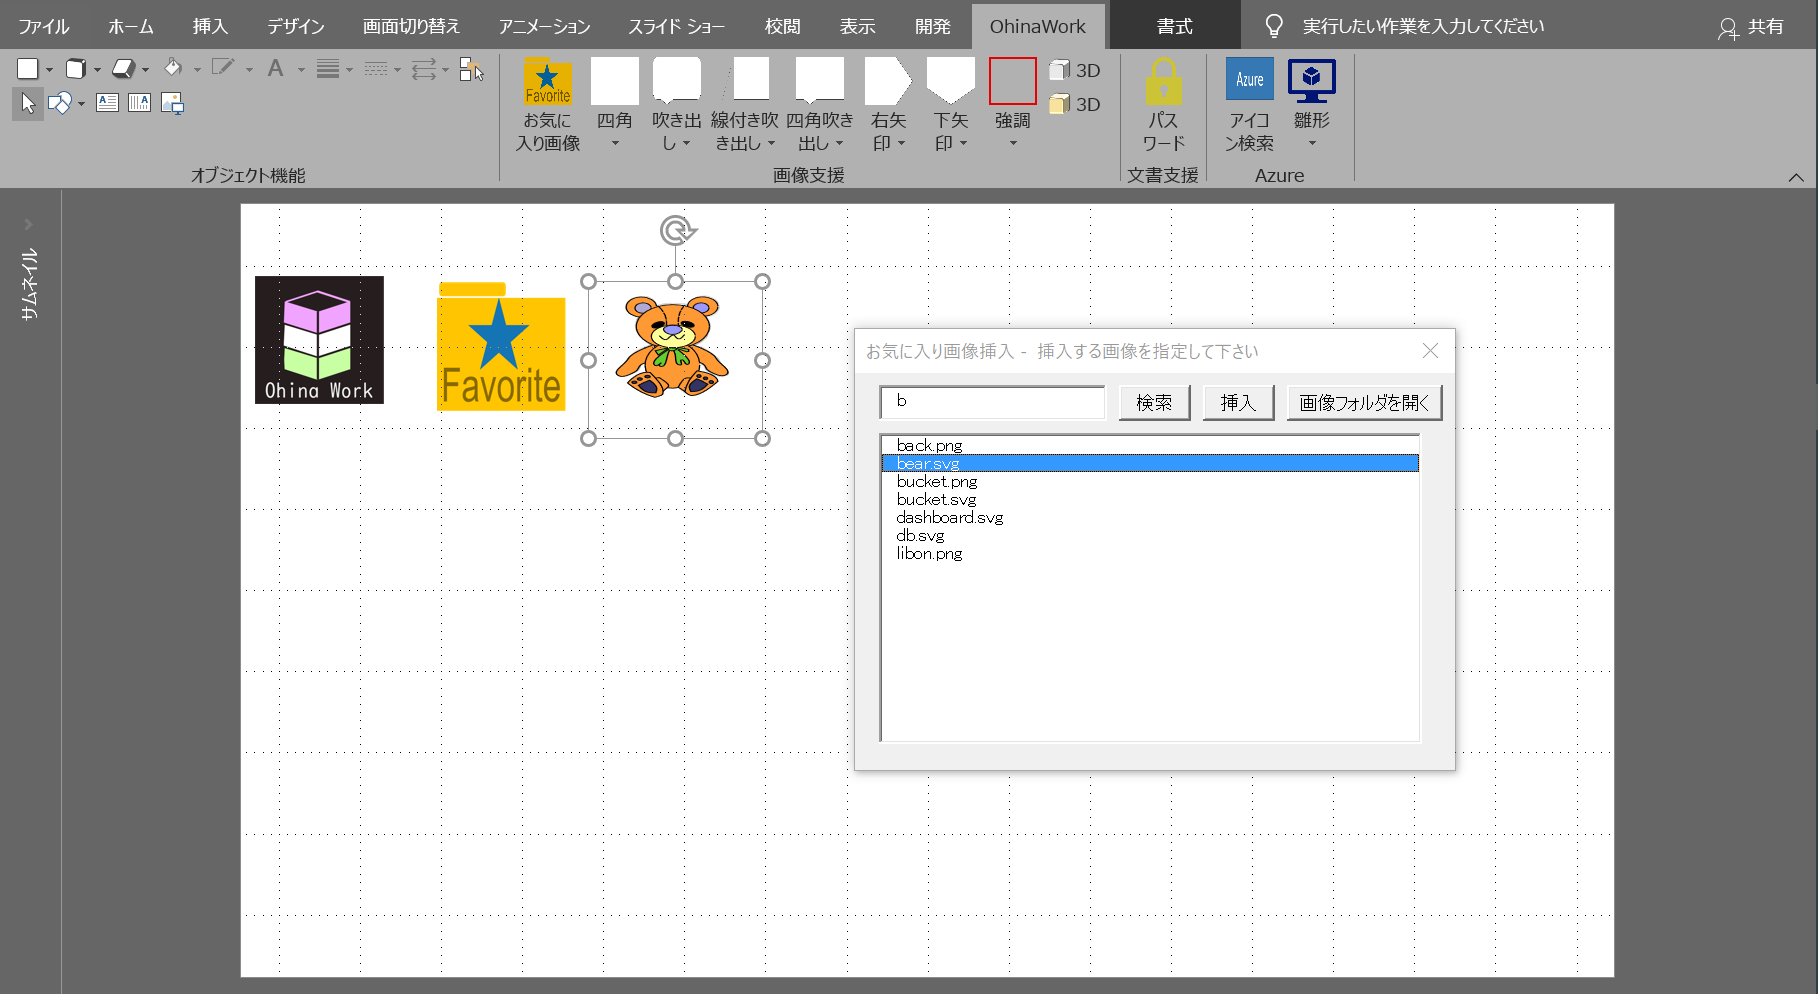 ファイル ホーム 挿入 デザイン 画面切り替え アニメーション スライド ショー 校閲 表示 開発 OhinaWork 書式 実行したい作業を入力してください 共有
A
A A
オブジェクト機能
Favorite
お気に
入り画像
四角
吹き出
し
線付き吹
き出し
四角吹き
出し
右矢
印
下矢
印
強調
3D
3D
画像支援
パス
ワード
文書支援
Azure
アイコ
ン検索
雛形
Azure
サムネイル
Ohina Work
Favorite
お気に入り画像挿入 - 挿入する画像を指定して下さい
b 検索 挿入 画像フォルダを開く
back.png
bear.svg
bucket.png
bucket.svg
dashboard.svg
db.svg
libon.png